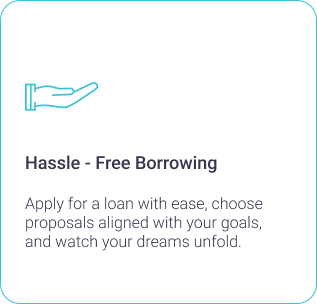 Hassle - Free Borrowing
Apply for a loan with ease, choose
proposals aligned with your goals,
and watch your dreams unfold.